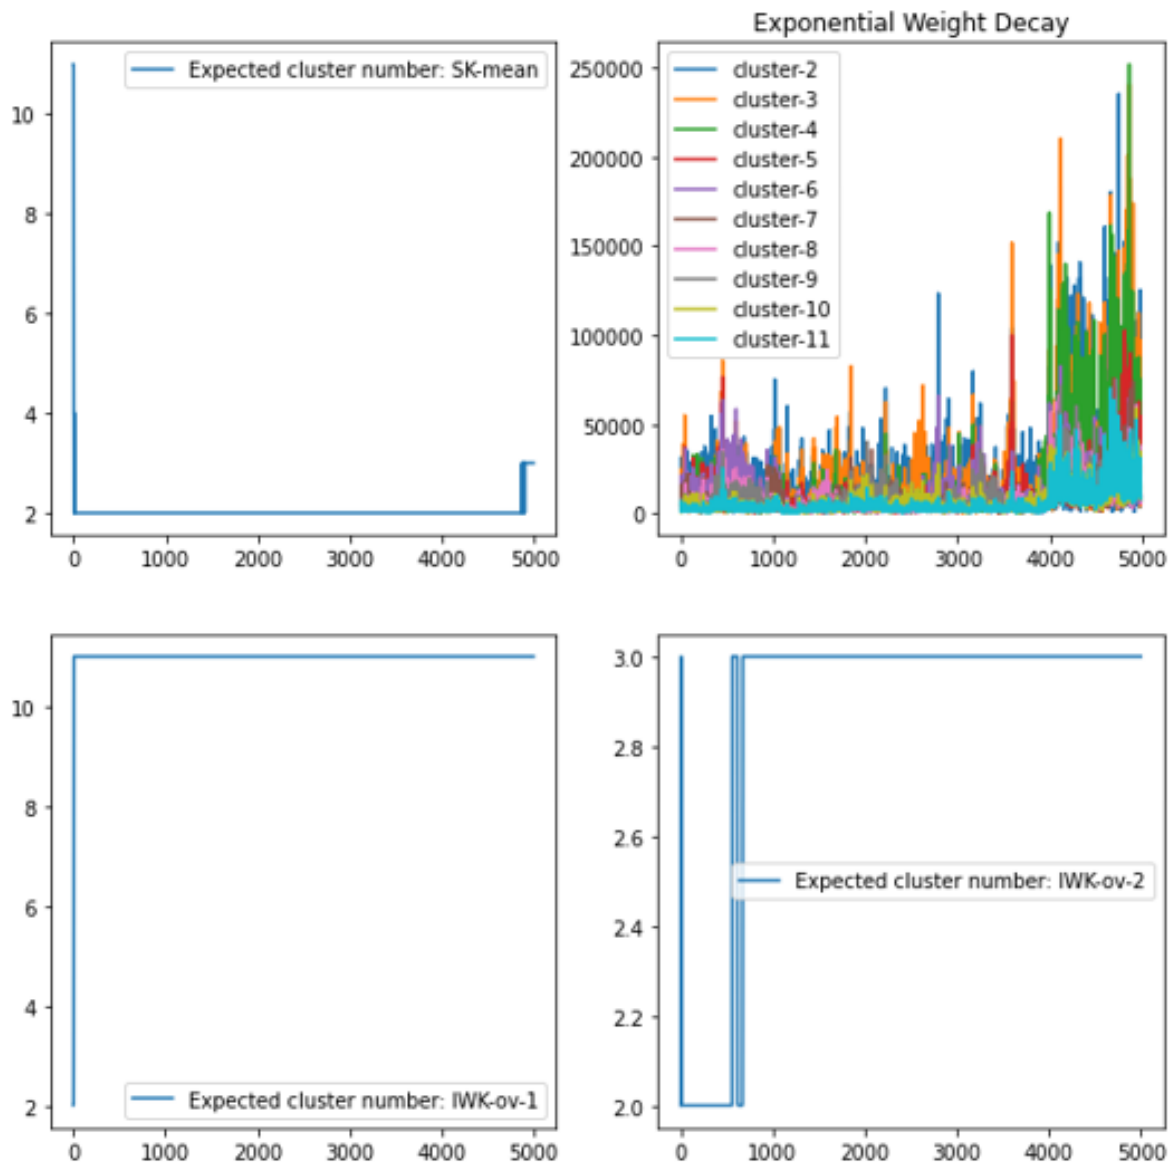 Exponential Weight Decay
Expected cluster number: SK-mean
10
8
6
4
2
0 1000 2000 3000 4000 5000
250000
200000
150000
100000
50000
0
cluster-2
cluster-3
cluster-4
cluster-5
cluster-6
cluster-7
cluster-8
cluster-9
cluster-10
cluster-11
0 1000 2000 3000 4000 5000
10
8
6
4
2
Expected cluster number: IWK-ov-1
0 1000 2000 3000 4000 5000
3.0
2.8
2.6
2.4
2.2
2.0
Expected cluster number: IWK-ov-2
0 1000 2000 3000 4000 5000